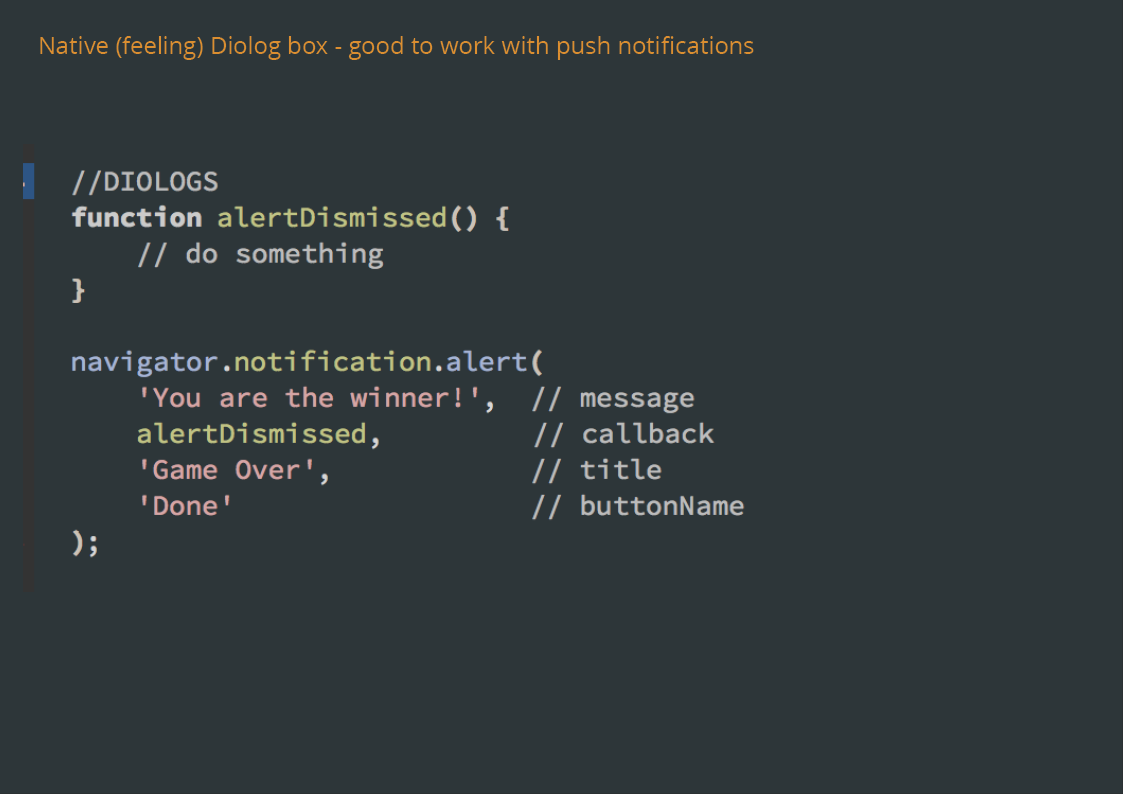 Native (feeling) Diolog box - good to work with push notifications
//DIOLOGS
function alertDismissed() {
    // do something
}
navigator.notification.alert(
    'You are the winner!',  // message
    alertDismissed,         // callback
    'Game Over',            // title
    'Done'                  // buttonName
);